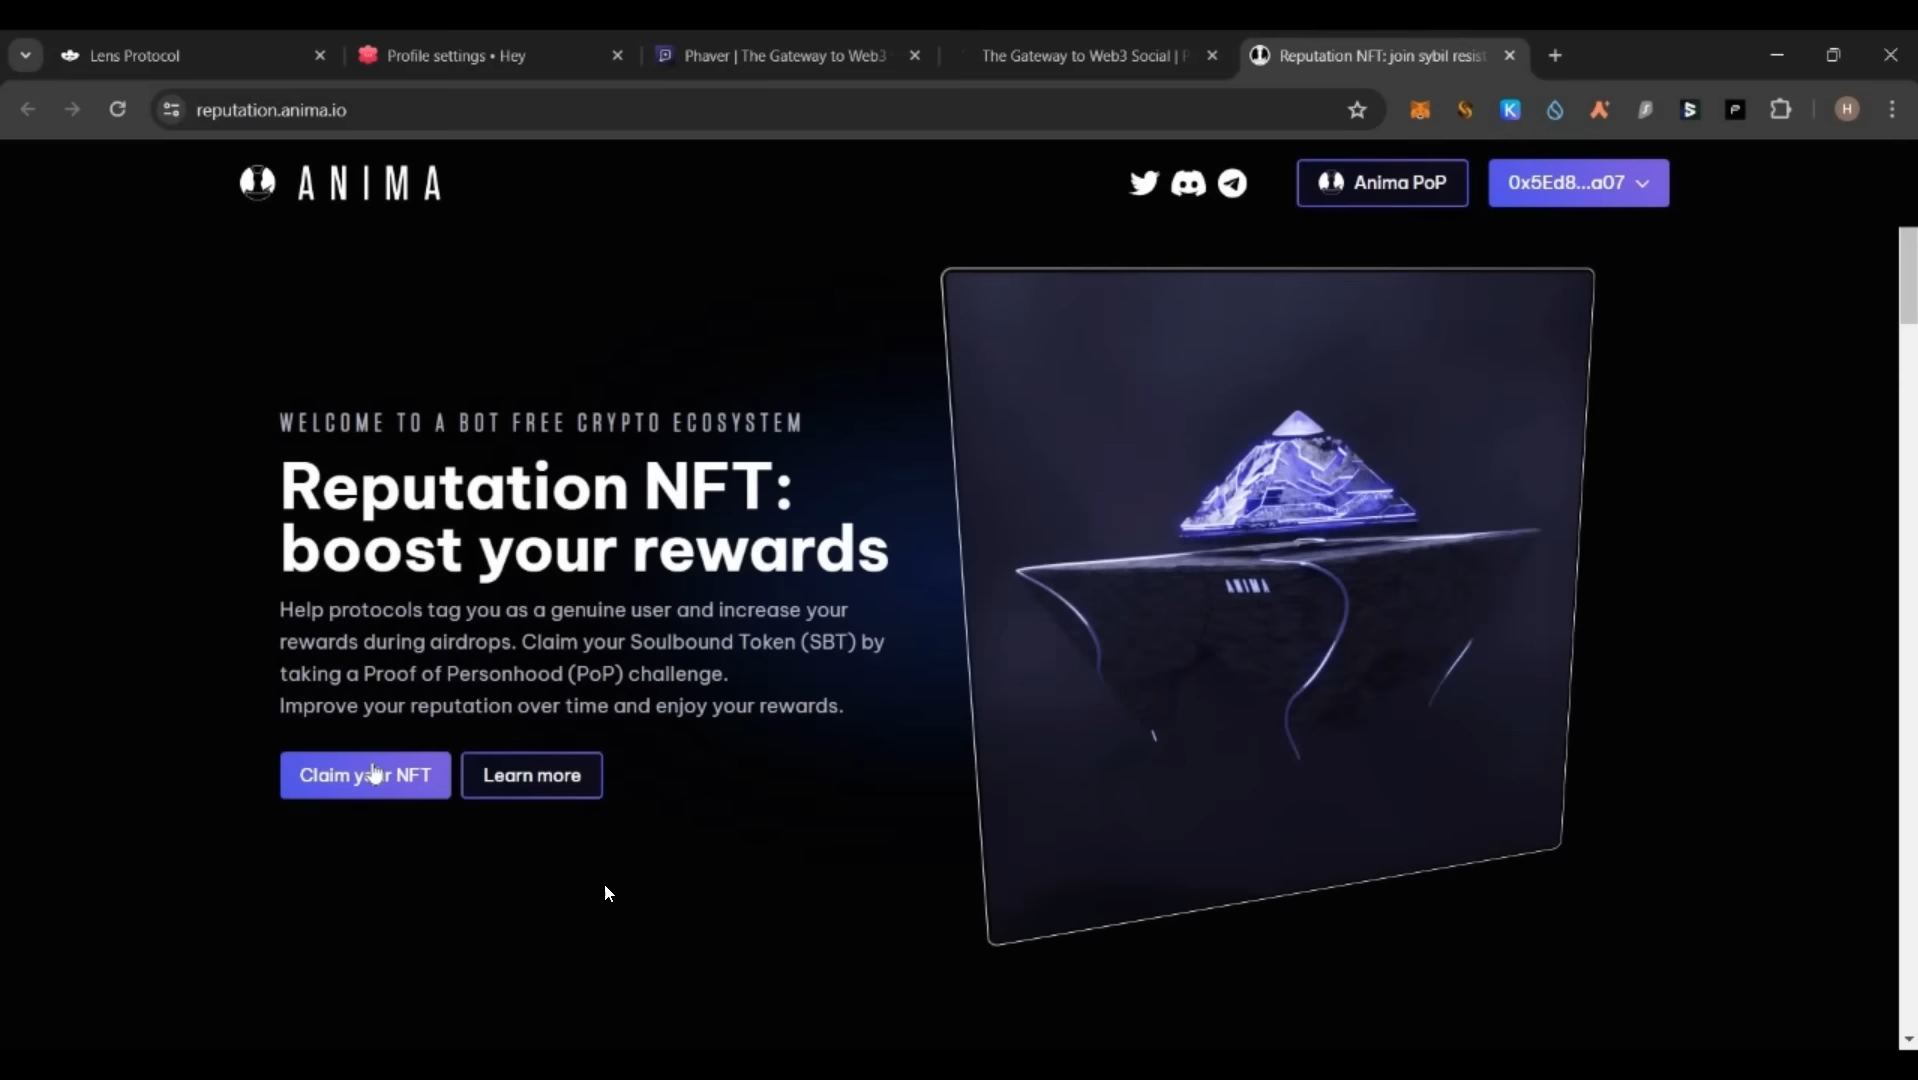 Lens Protocol
Profile settings • Hey
Phaver | The Gateway to Web3
The Gateway to Web3 Social | P
Reputation NFT: join sybil resist
reputation.anima.io
H
ANIMA
Anima PoP
0x5Ed8...a07
WELCOME TO A BOT FREE CRYPTO ECOSYSTEM
Reputation NFT:
boost your rewards
Help protocols tag you as a genuine user and increase your
rewards during airdrops. Claim your Soulbound Token (SBT) by
taking a Proof of Personhood (PoP) challenge.
Improve your reputation over time and enjoy your rewards.
Claim your NFT
Learn more
ANIMA